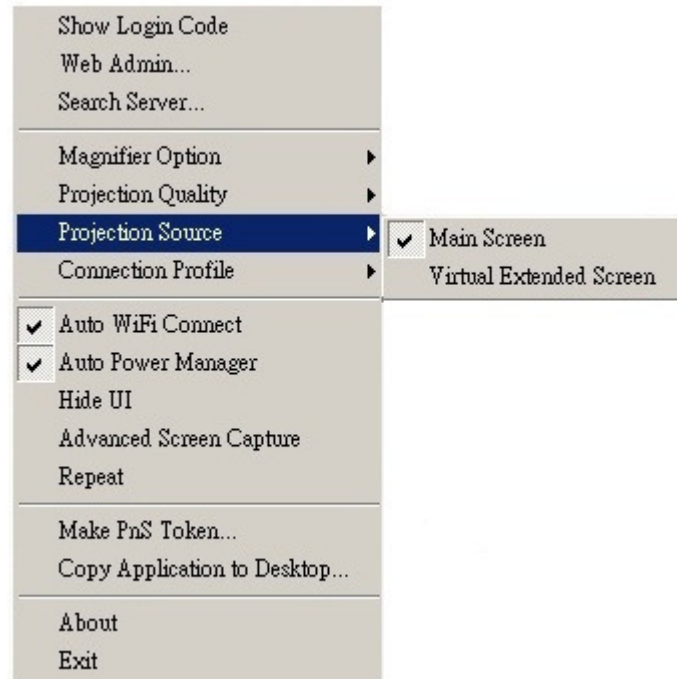 Show Login Code
Web Admin...
Search Server...
Magnifier Option
Projection Quality
Projection Source
Main Screen
Connection Profile
Virtual Extended Screen
Auto WiFi Connect
Auto Power Manager
Hide UI
Advanced Screen Capture
Repeat
Make PnS Token...
Copy Application to Desktop...
About
Exit